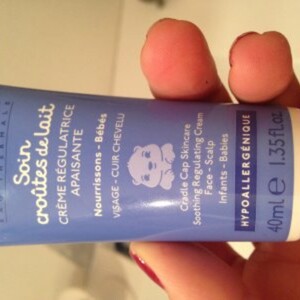 Soin
croûtes de lait
CRÈME RÉGULATRICE
APAISANTE
Nourrissons - Bébés
VISAGE - CUIR CHEVELU
Cradle Cap Skincare
Soothing Regulating Cream
Face - Scalp
Infants - Babies
HYPOALLERGÉNIQUE
40ml e 1.35fl.oz